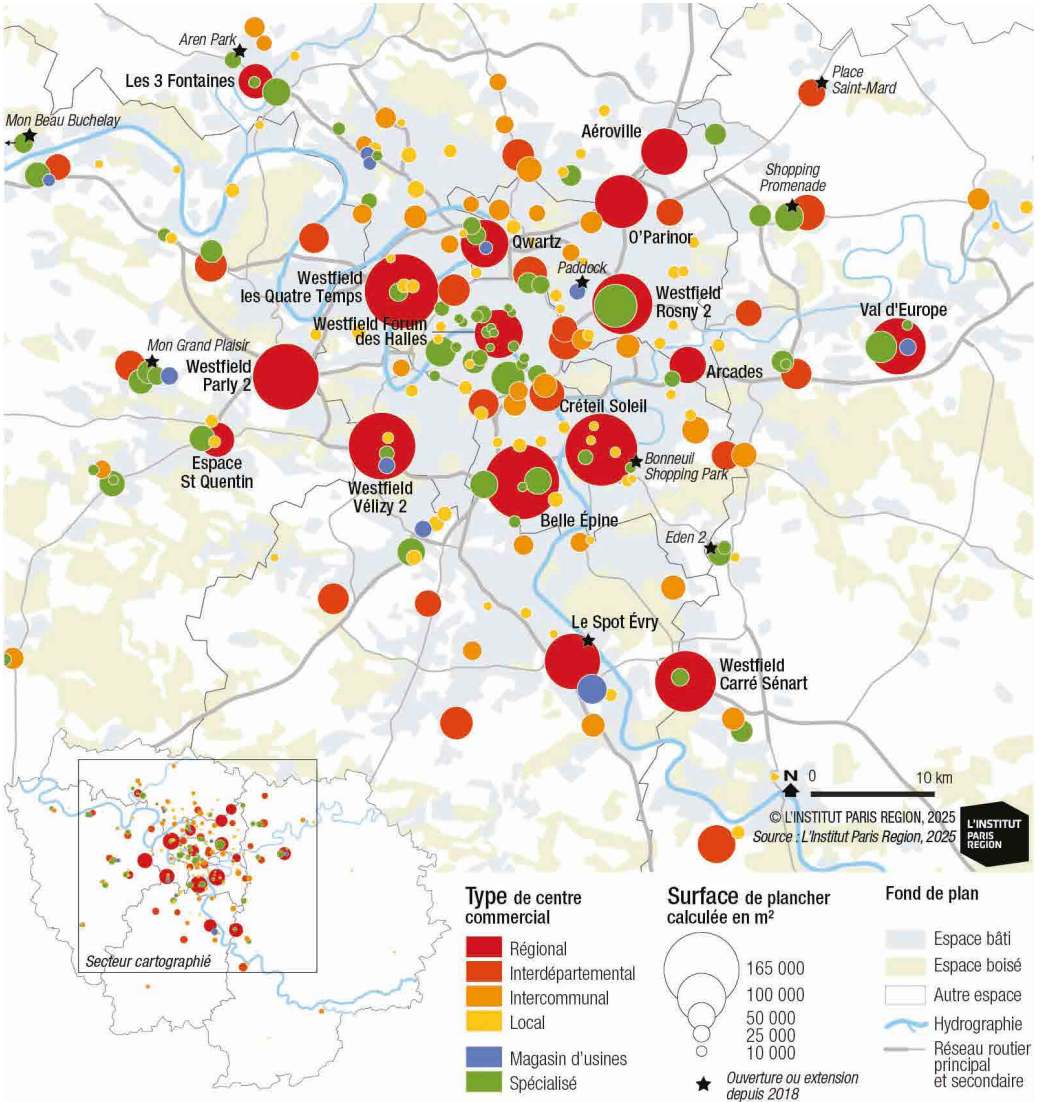 Aren Park
Les 3 Fontaines
Mon Beau Buchelay
Place
Saint-Mard
Aéroville
Shopping
Promenade
O'Parinor
Qwartz
Paddock
Westfield
les Quatre Temps
Westfield
Rosny 2
Val d'Europe
Westfield Forum
des Halles
Mon Grand Plaisir
Westfield
Parly 2
Arcades
Créteil Soleil
Espace
St Quentin
Westfield
Vélizy 2
Bonneuil
Shopping Park
Belle Épine
Eden 2
Le Spot Évry
Westfield
Carré Sénart
N
0 10 km
© L'INSTITUT PARIS REGION, 2025
Source : L'Institut Paris Region, 2025
L'INSTITUT
PARIS
REGION
Secteur cartographié
Type de centre
commercial
Régional
Interdépartemental
Intercommunal
Local
Magasin d'usines
Spécialisé
Surface de plancher
calculée en m²
165 000
100 000
50 000
25 000
10 000
Ouverture ou extension
depuis 2018
Fond de plan
Espace bâti
Espace boisé
Autre espace
Hydrographie
Réseau routier
principal
et secondaire